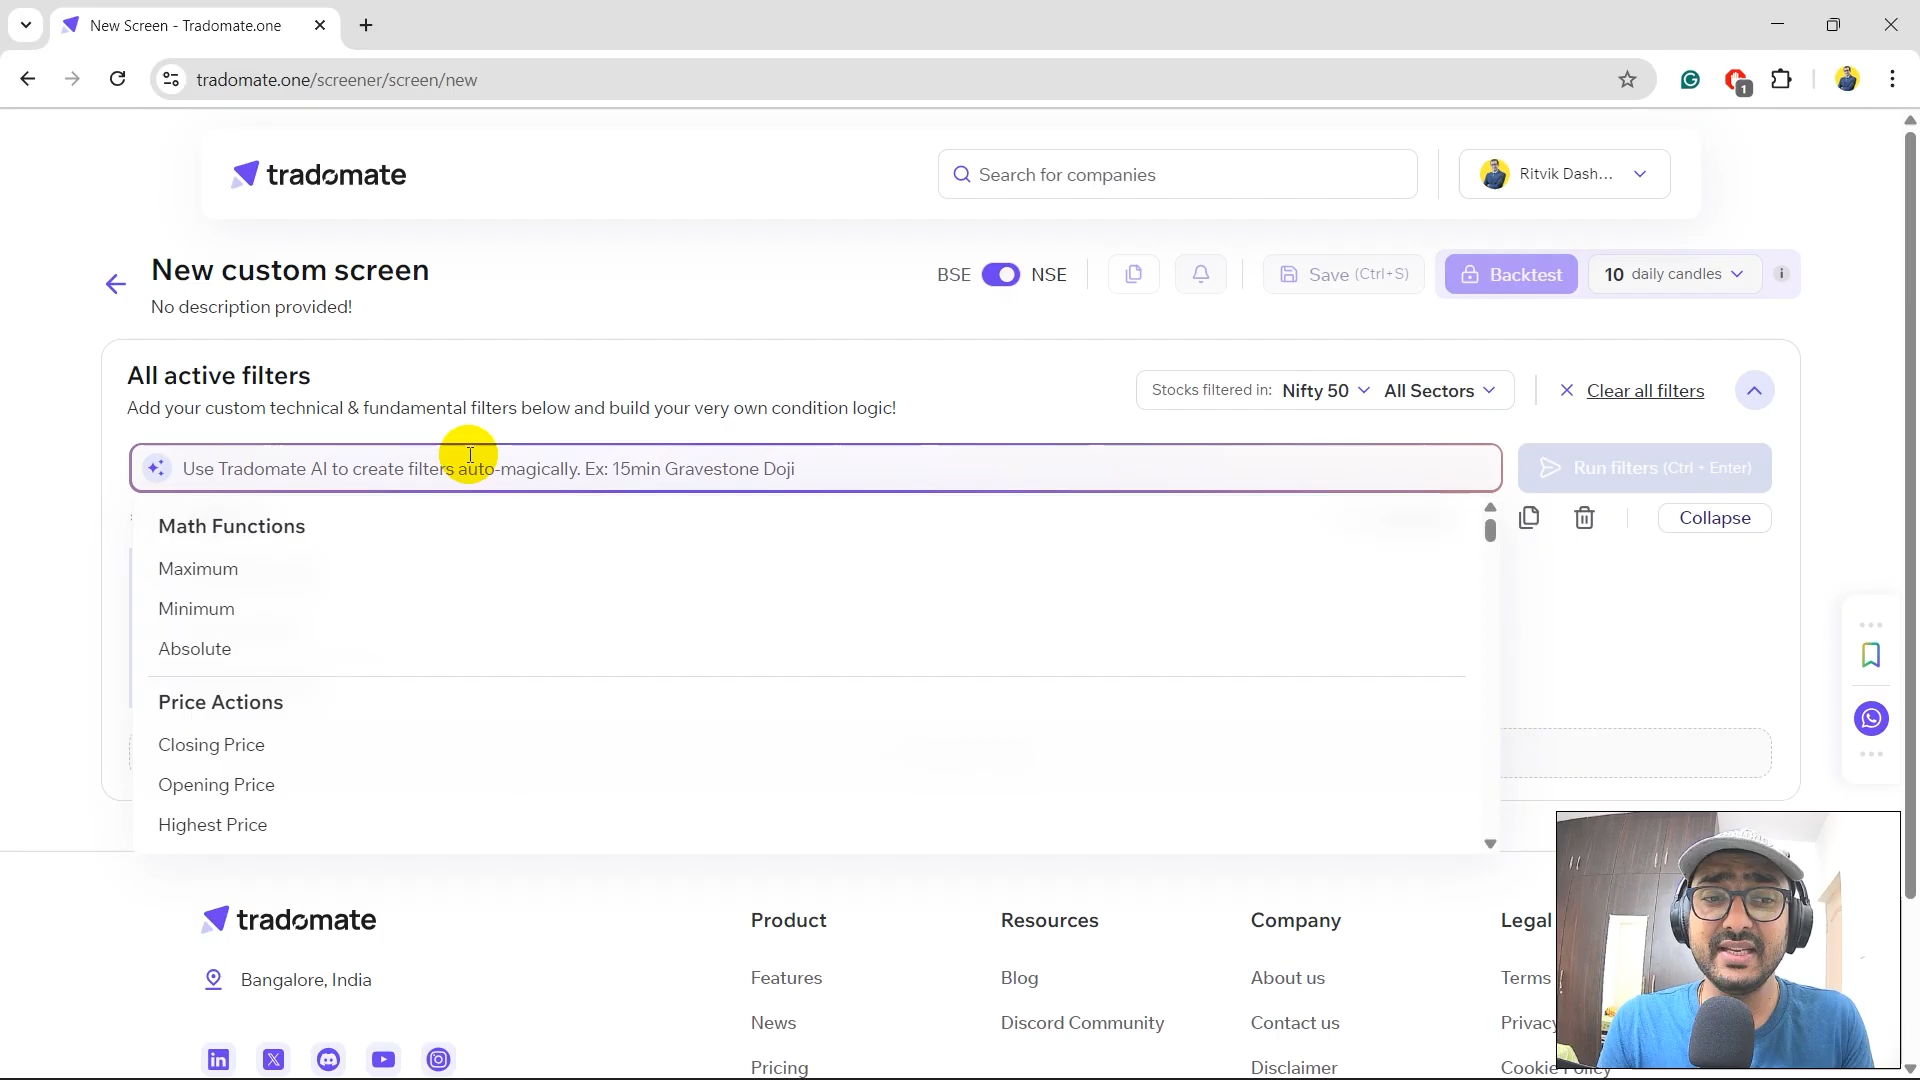 New Screen - Tradomate.one
tradomate.one/screener/screen/new
1
tradomate
Search for companies
Ritvik Dash...
New custom screen
No description provided!
BSE
NSE
Save (Ctrl+S)
Backtest
10 daily candles
i
All active filters
Add your custom technical & fundamental filters below and build your very own condition logic!
Stocks filtered in: Nifty 50
All Sectors
Clear all filters
Use Tradomate AI to create filters auto-magically. Ex: 15min Gravestone Doji
Run filters (Ctrl + Enter)
Collapse
Math Functions
Maximum
Minimum
Absolute
Price Actions
Closing Price
Opening Price
Highest Price
tradomate
Bangalore, India
Product
Features
News
Pricing
Resources
Blog
Discord Community
Company
About us
Contact us
Disclaimer
Legal
Terms
Privacy
Cookie Policy